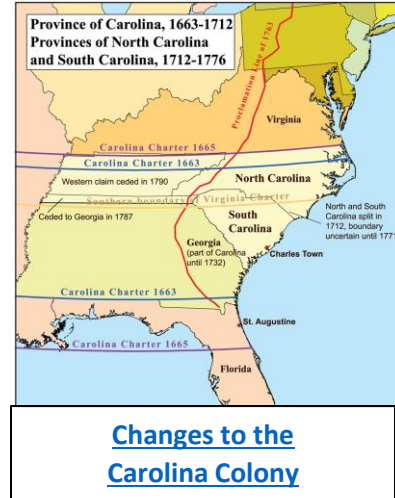 Province of Carolina, 1663-1712
Provinces of North Carolina
and South Carolina, 1712-1776
Proclamation Line of 1763
Virginia
Carolina Charter 1665
Carolina Charter 1663
Western claim ceded in 1790
North Carolina
Southern boundary of Virginia Charter
Ceded to Georgia in 1787
South
Carolina
North and South
Carolina split in
1712, boundary
uncertain until 1771
Georgia
(part of Carolina
until 1732)
Charles Town
Carolina Charter 1663
St. Augustine
Carolina Charter 1665
Florida
Changes to the
Carolina Colony